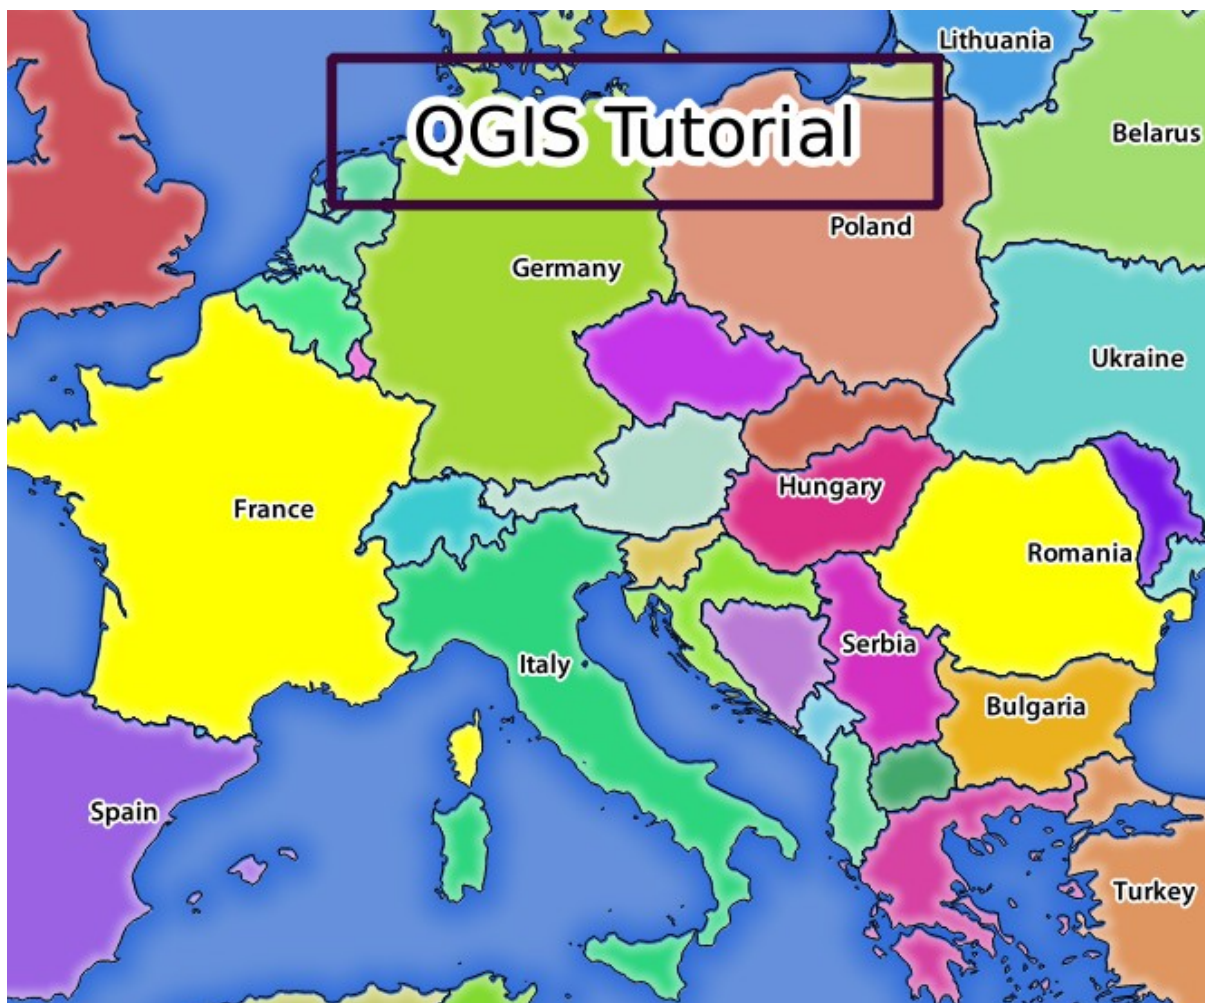 Lithuania
QGIS Tutorial
Belarus
Poland
Germany
Ukraine
Hungary
France
Romania
Serbia
Italy
Bulgaria
Spain
Turkey